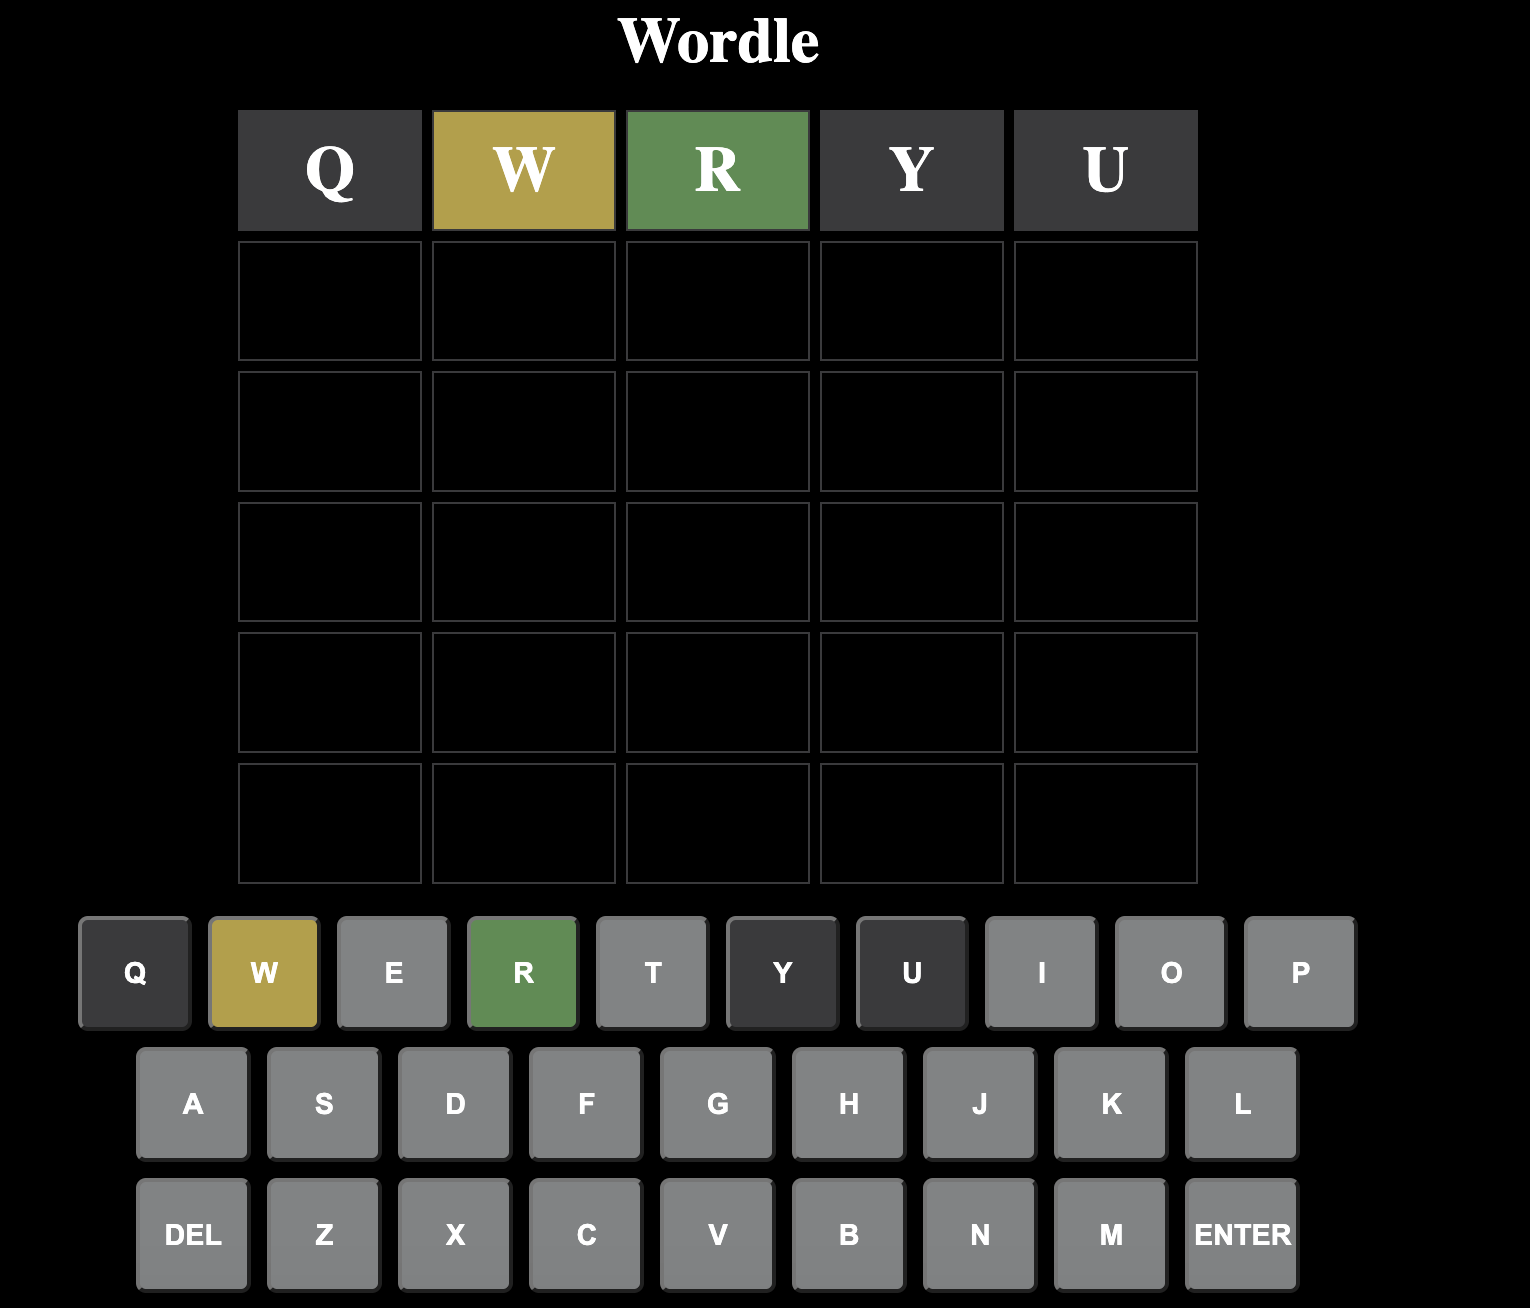 Wordle
Q W R Y U
Q W E R T Y U I O P
A S D F G H J K L
DEL Z X C V B N M ENTER